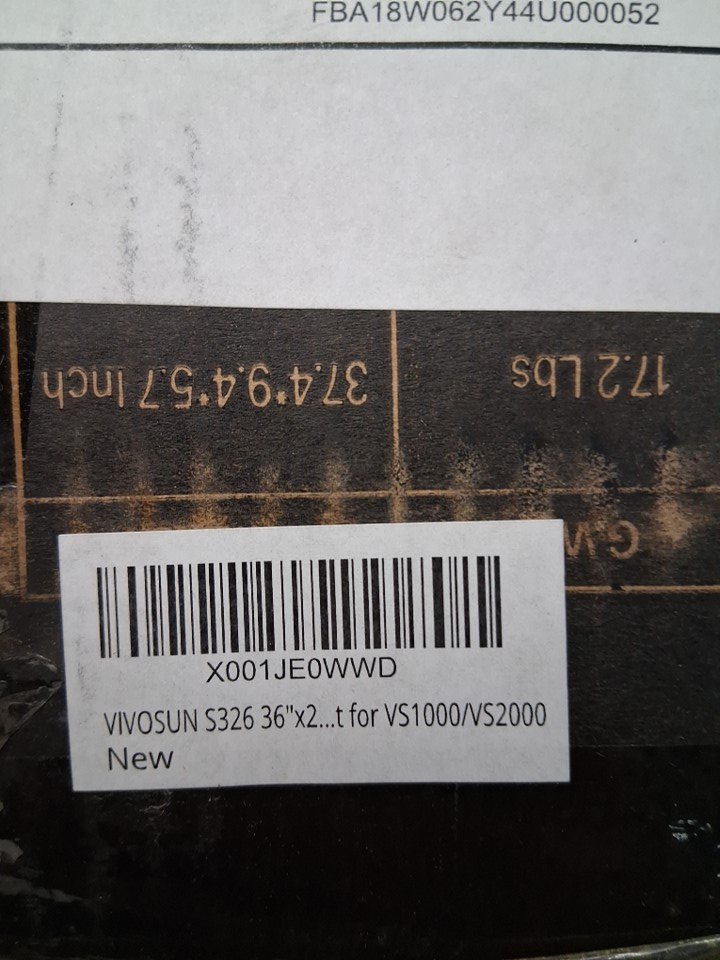 FBA18W062Y44U000052
37.4*9.4*5.7 Inch
17.2 Lbs
G.W
X001JE0WWD
VIVOSUN S326 36"x2...t for VS1000/VS2000
New